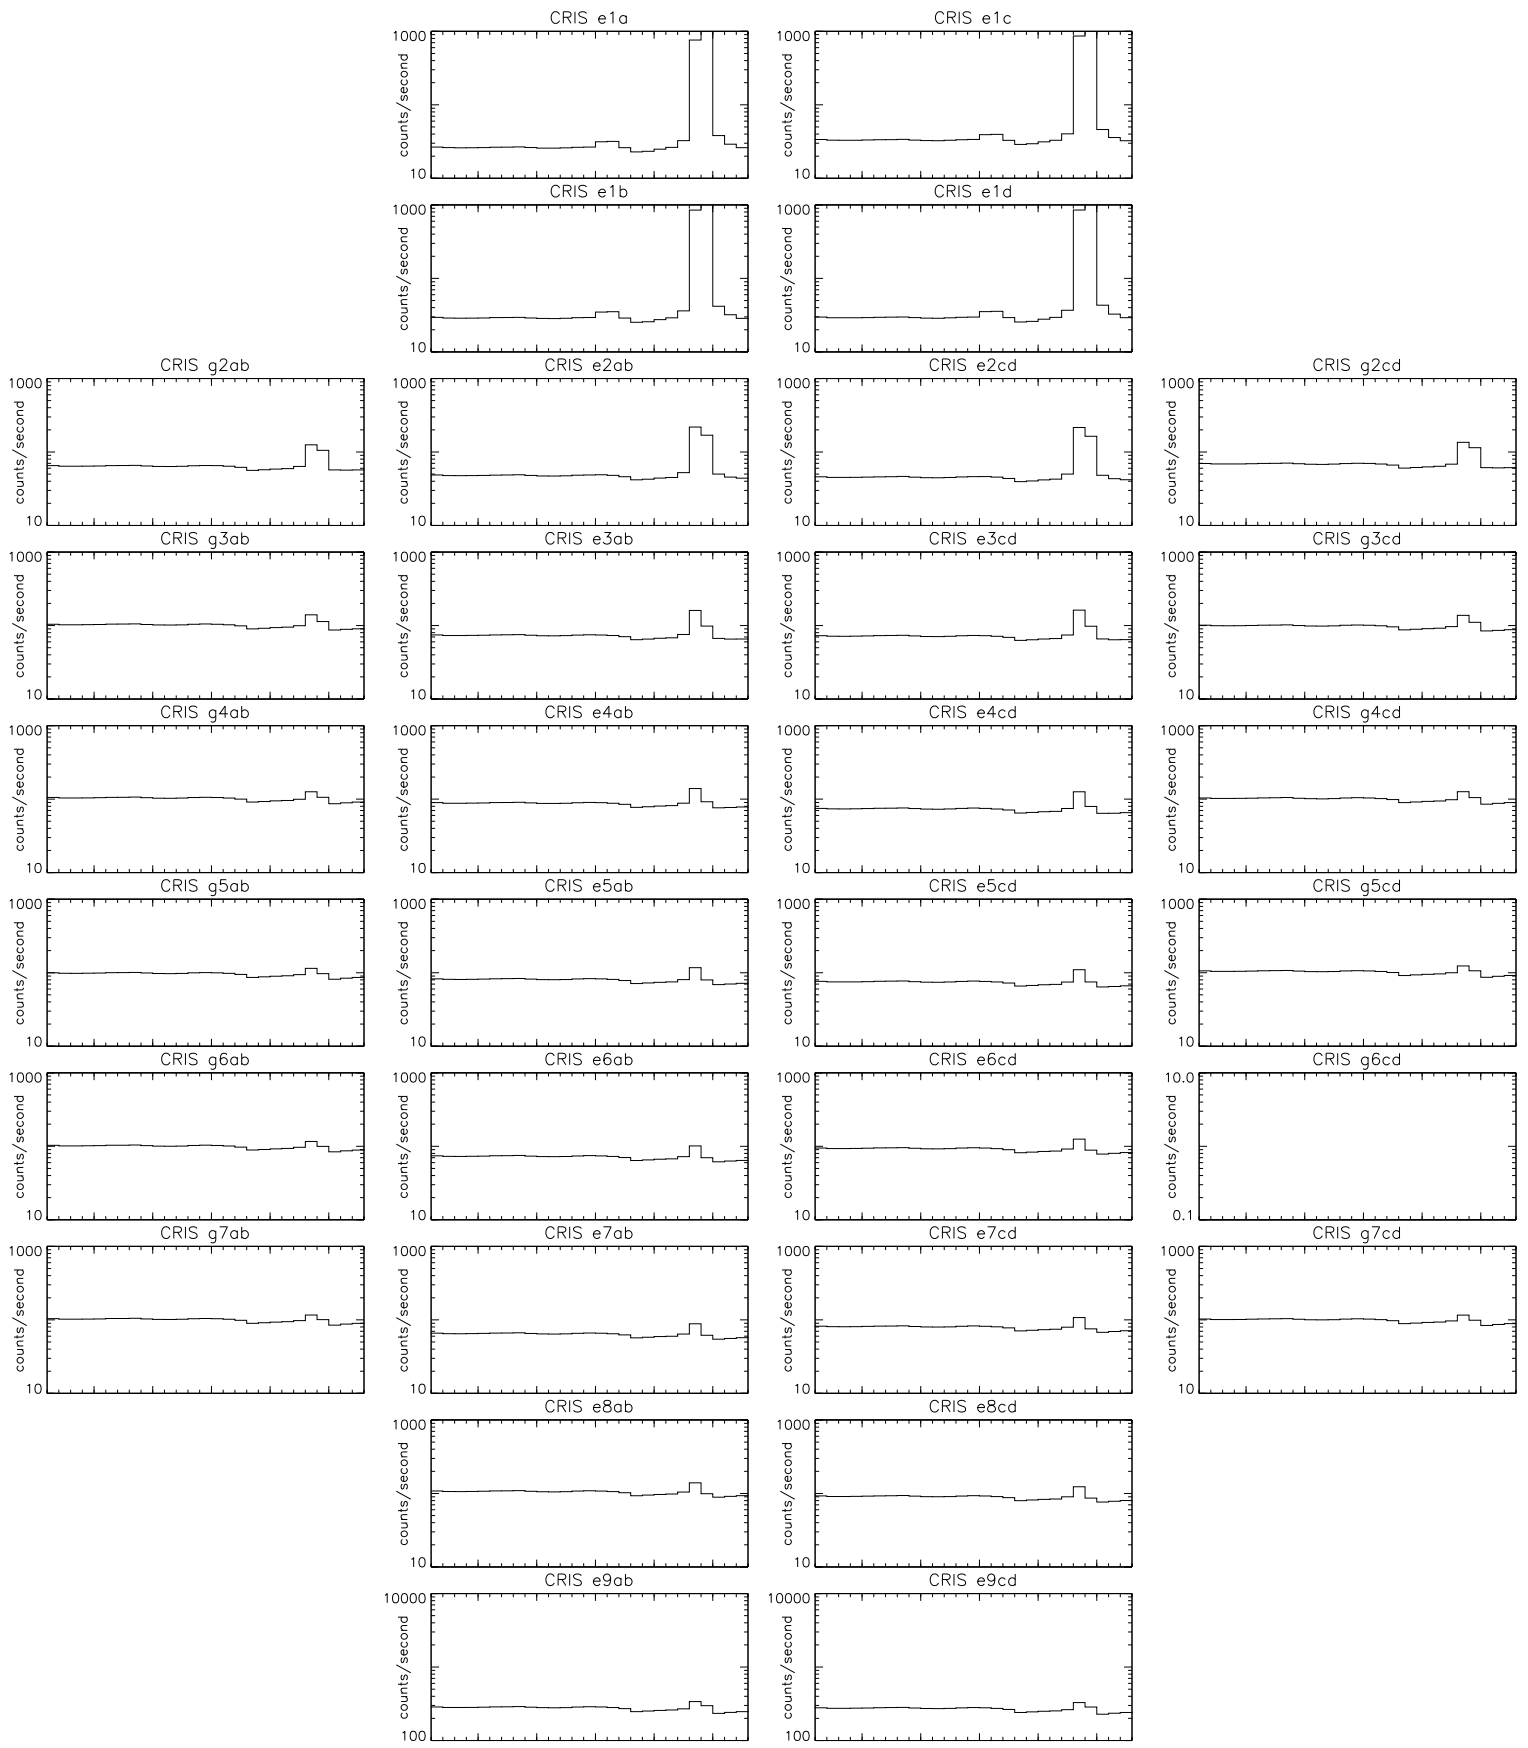 CRIS e1a CRIS e1c
1000 1000
counts/second counts/second
10 10
CRIS e1b CRIS e1d
1000 1000
counts/second counts/second
10 10
CRIS g2ab CRIS e2ab CRIS e2cd CRIS g2cd
1000 1000 1000 1000
counts/second counts/second counts/second counts/second
10 10 10 10
CRIS g3ab CRIS e3ab CRIS e3cd CRIS g3cd
1000 1000 1000 1000
counts/second counts/second counts/second counts/second
10 10 10 10
CRIS g4ab CRIS e4ab CRIS e4cd CRIS g4cd
1000 1000 1000 1000
counts/second counts/second counts/second counts/second
10 10 10 10
CRIS g5ab CRIS e5ab CRIS e5cd CRIS g5cd
1000 1000 1000 1000
counts/second counts/second counts/second counts/second
10 10 10 10
CRIS g6ab CRIS e6ab CRIS e6cd CRIS g6cd
1000 1000 1000 10.0
counts/second counts/second counts/second counts/second
10 10 10 0.1
CRIS g7ab CRIS e7ab CRIS e7cd CRIS g7cd
1000 1000 1000 1000
counts/second counts/second counts/second counts/second
10 10 10 10
CRIS e8ab CRIS e8cd
1000 1000
counts/second counts/second
10 10
CRIS e9ab CRIS e9cd
10000 10000
counts/second counts/second
100 100